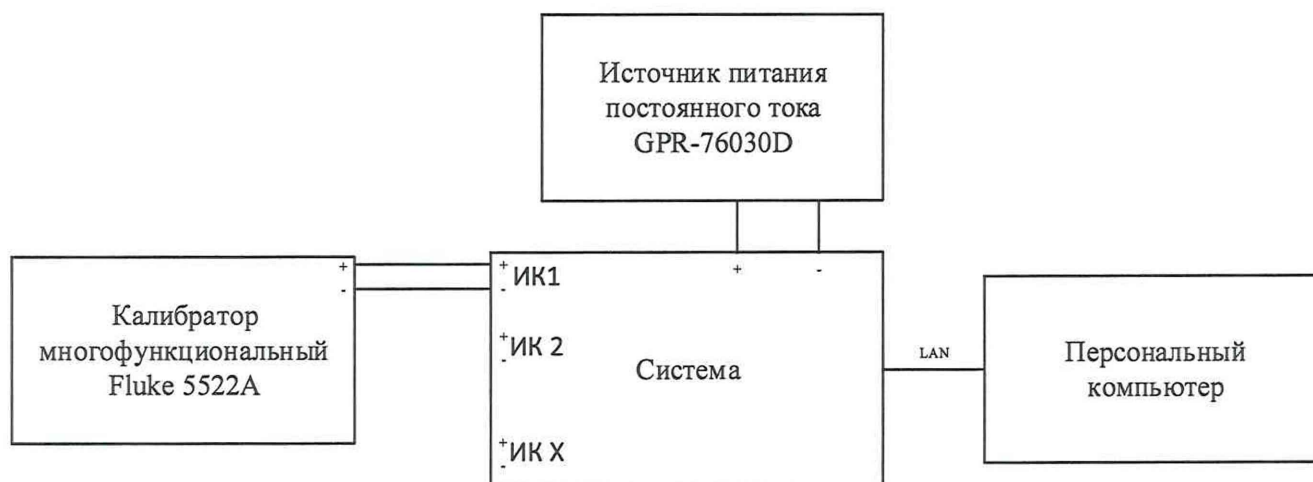 Источник питания
постоянного тока
GPR-76030D
+ -
+ + ИК1
- -
Калибратор
многофункциональный
Fluke 5522A
+ ИК 2
-
Система
LAN
Персональный
компьютер
+ ИК X
-